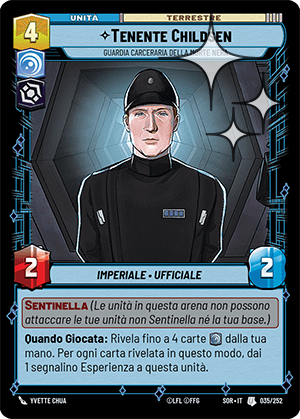 UNITÀ TERRESTRE
4
TENENTE CHILDSEN
GUARDIA CARCERARIA DELLA MORTE NERA
2
IMPERIALE • UFFICIALE
2
SENTINELLA (Le unità in questa arena non possono
attaccare le tue unità non Sentinella né la tua base.)
Quando Giocata: Rivela fino a 4 carte dalla tua
mano. Per ogni carta rivelata in questo modo, dai
1 segnalino Esperienza a questa unità.
YVETTE CHUA ©LFL ©FFG SOR • IT 035/252